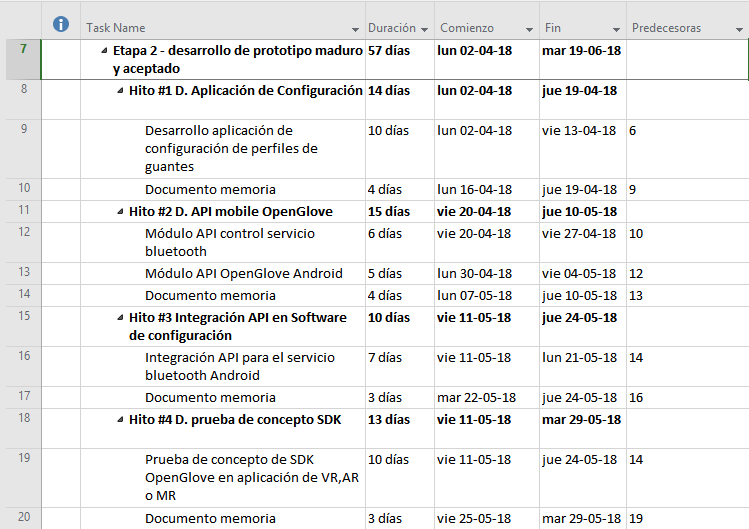 Task Name Duración Comienzo Fin Predecesoras
7 Etapa 2 - desarrollo de prototipo maduro 57 días lun 02-04-18 mar 19-06-18
y aceptado
8 Hito #1 D. Aplicación de Configuración 14 días lun 02-04-18 jue 19-04-18
9 Desarrollo aplicación de 10 días lun 02-04-18 vie 13-04-18 6
configuración de perfiles de
guantes
10 Documento memoria 4 días lun 16-04-18 jue 19-04-18 9
11 Hito #2 D. API mobile OpenGlove 15 días vie 20-04-18 jue 10-05-18
12 Módulo API control servicio 6 días vie 20-04-18 vie 27-04-18 10
bluetooth
13 Módulo API OpenGlove Android 5 días lun 30-04-18 vie 04-05-18 12
14 Documento memoria 4 días lun 07-05-18 jue 10-05-18 13
15 Hito #3 Integración API en Software 10 días vie 11-05-18 jue 24-05-18
de configuración
16 Integración API para el servicio 7 días vie 11-05-18 lun 21-05-18 14
bluetooth Android
17 Documento memoria 3 días mar 22-05-18 jue 24-05-18 16
18 Hito #4 D. prueba de concepto SDK 13 días vie 11-05-18 mar 29-05-18
19 Prueba de concepto de SDK 10 días vie 11-05-18 jue 24-05-18 14
OpenGlove en aplicación de VR,AR
o MR
20 Documento memoria 3 días vie 25-05-18 mar 29-05-18 19